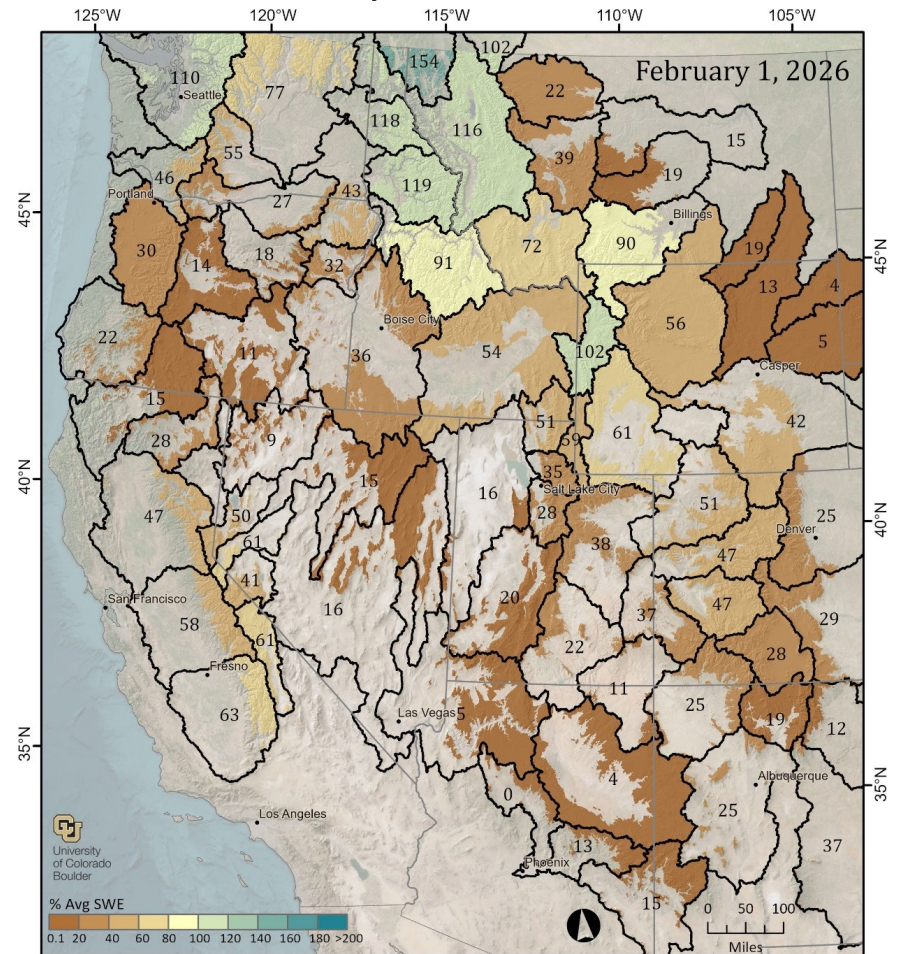 125°W 120°W 115°W 110°W 105°W
February 1, 2026
102
154
110
Seattle
77
22
118
116
15
55
39
46
119
19
Portland
43
27
Billings
45°N
30
18
72
90
19
14
32
91
45°N
13
4
Boise City
56
22
5
11
36
54
102
Casper
15
51
42
28
9
59
61
35
40°N
15
16
Salt Lake City
51
47
50
28
25
Denver
40°N
61
38
47
41
San Francisco
16
20
37
47
58
29
61
22
28
Fresno
11
63
Las Vegas
5
25
19
12
35°N
4
Albuquerque
35°N
0
25
Los Angeles
13
37
Phoenix
15
CU
University
of Colorado
Boulder
% Avg SWE
0.1 20 40 60 80 100 120 140 160 180 >200
0 50 100
Miles